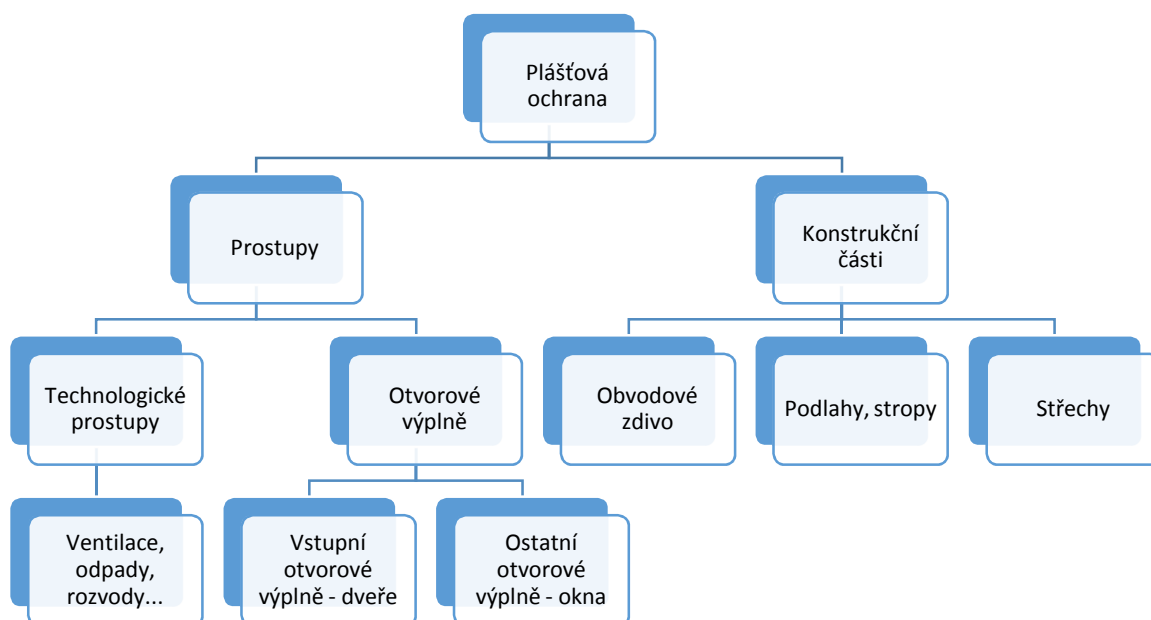 Plášťová
ochrana
Prostupy
Konstrukční
části
Technologické
prostupy
Otvorové
výplně
Obvodové
zdivo
Podlahy, stropy
Střechy
Ventilace,
odpady,
rozvody...
Vstupní
otvorové
výplně - dveře
Ostatní
otvorové
výplně - okna